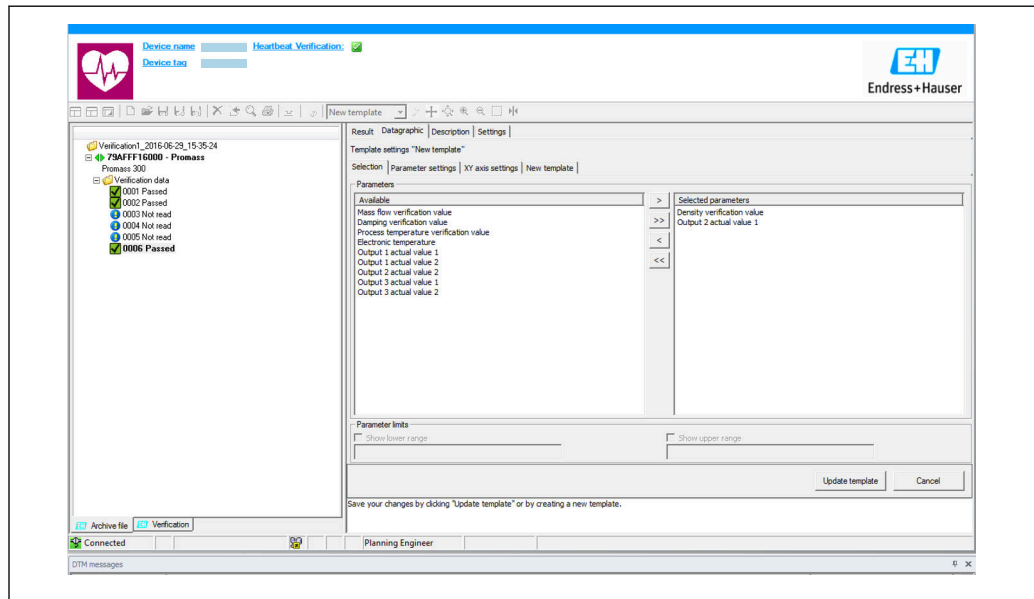 Device name
Heartbeat Verification:
Device tag
EH
Endress+Hauser
New template
Verification1_2016-06-29_15-35-24
79AFFF16000 - Promass
Promass 300
Verification data
0001 Passed
0002 Passed
0003 Not read
0004 Not read
0005 Not read
0006 Passed
Archive file
Verification
Result
Datagraphic
Description
Settings
Template settings "New template"
Selection
Parameter settings
XY axis settings
New template
Parameters
Available
Mass flow verification value
Damping verification value
Process temperature verification value
Electronic temperature
Output 1 actual value 1
Output 1 actual value 2
Output 2 actual value 2
Output 3 actual value 1
Output 3 actual value 2
>
>>
<
<<
Selected parameters
Density verification value
Output 2 actual value 1
Parameter limits
Show lower range
Show upper range
Update template
Cancel
Save your changes by clicking "Update template" or by creating a new template.
Connected
Planning Engineer
DTM messages